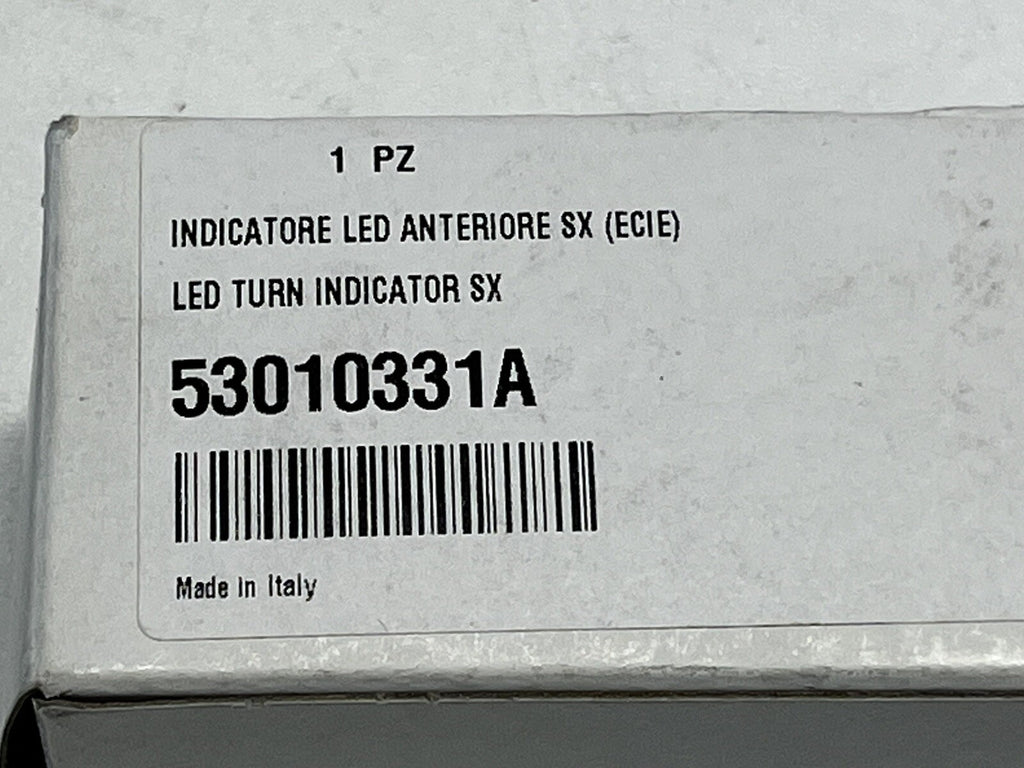 1 PZ
INDICATORE LED ANTERIORE SX (ECIE)
LED TURN INDICATOR SX
53010331A
Made in Italy